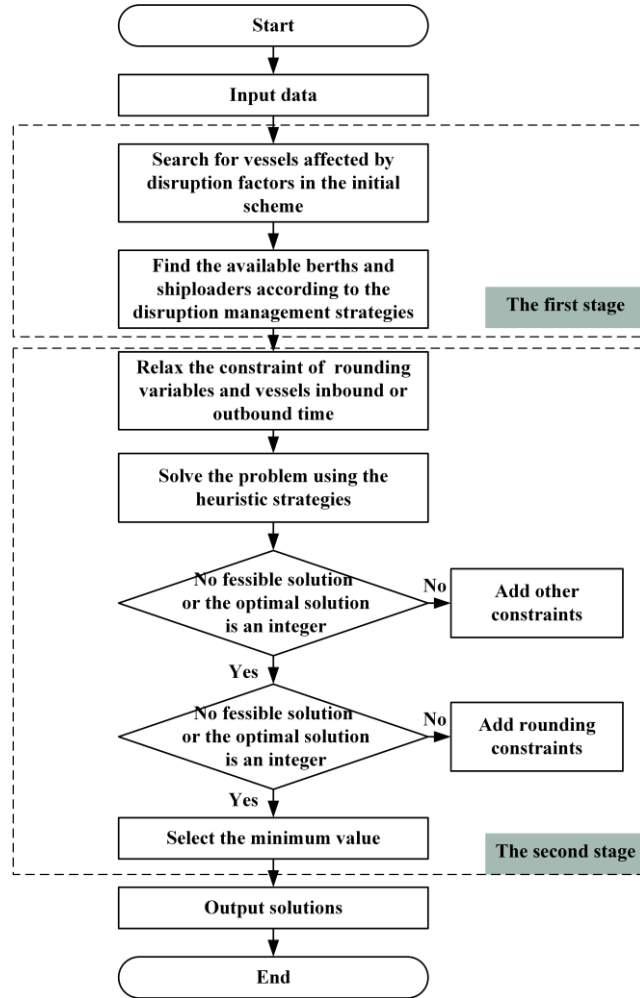 Start
Input data
Search for vessels affected by
disruption factors in the initial
scheme
Find the available berths and
shiploaders according to the
disruption management strategies
The first stage
Relax the constraint of rounding
variables and vessels inbound or
outbound time
Solve the problem using the
heuristic strategies
No fessible solution
or the optimal solution
is an integer
No
Add other
constraints
Yes
No fessible solution
or the optimal solution
is an integer
No
Add rounding
constraints
Yes
Select the minimum value
The second stage
Output solutions
End